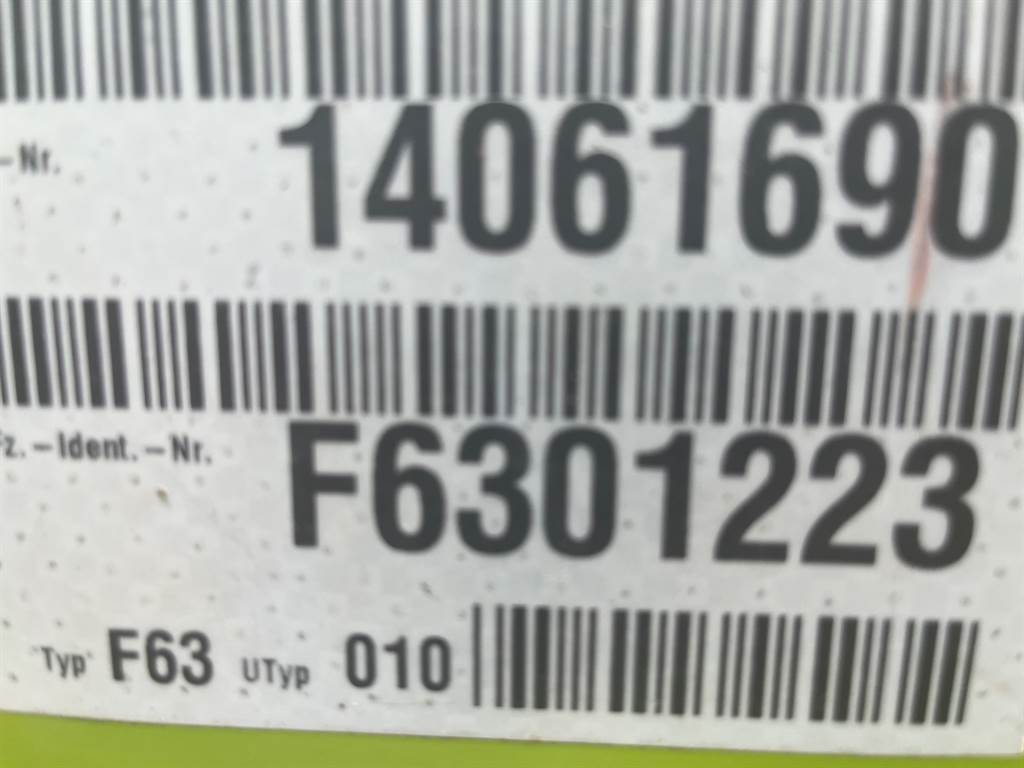 -Nr. 14061690
Fz.-Ident.-Nr. F6301223
Typ F63 UTyp 010